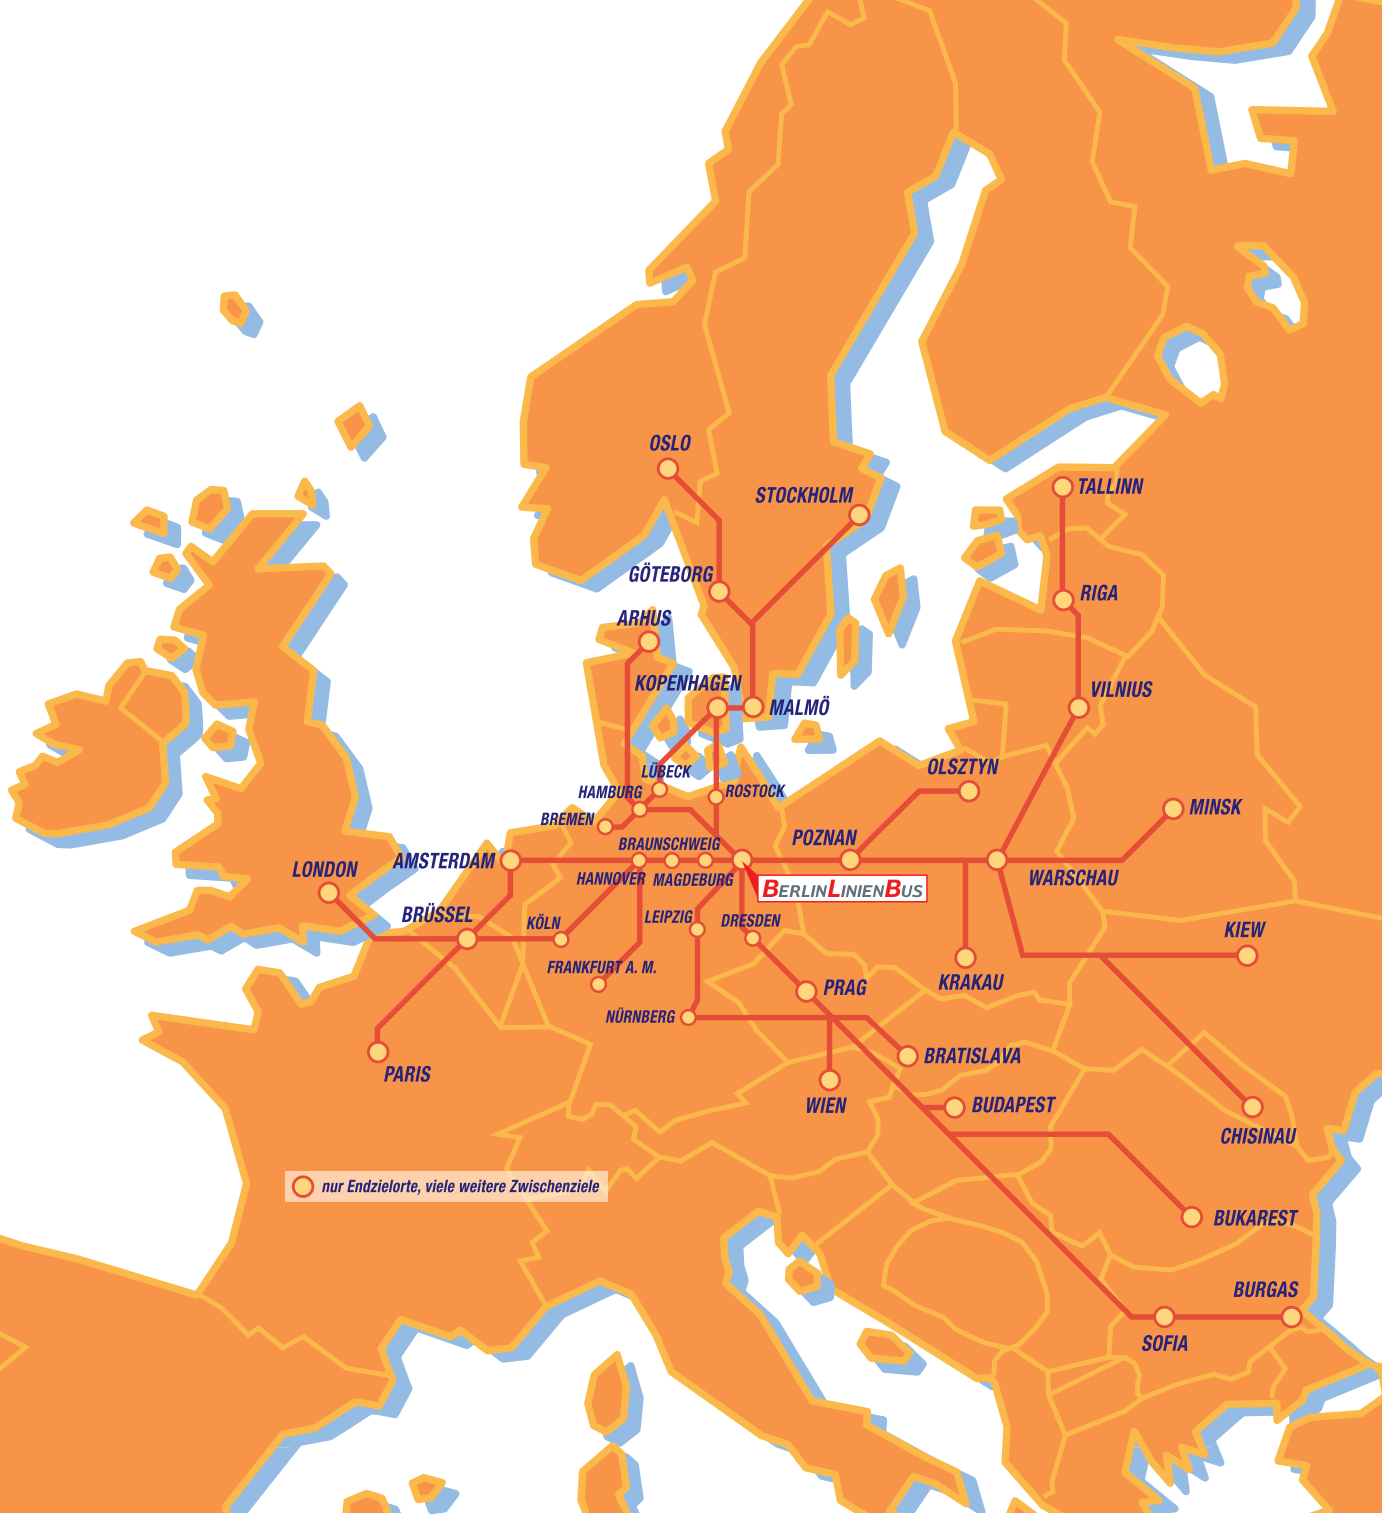 OSLO
STOCKHOLM
TALLINN
GÖTEBORG
RIGA
ARHUS
KOPENHAGEN
MALMÖ
VILNIUS
LÜBECK
OLSZTYN
HAMBURG
ROSTOCK
MINSK
BREMEN
POZNAN
BRAUNSCHWEIG
AMSTERDAM
LONDON
HANNOVER
MAGDEBURG
WARSCHAU
BERLINLINIENBUS
BRÜSSEL
KÖLN
LEIPZIG
DRESDEN
KIEW
FRANKFURT A. M.
KRAKAU
PRAG
NÜRNBERG
BRATISLAVA
PARIS
WIEN
BUDAPEST
CHISINAU
nur Endzielorte, viele weitere Zwischenziele
BUKAREST
BURGAS
SOFIA